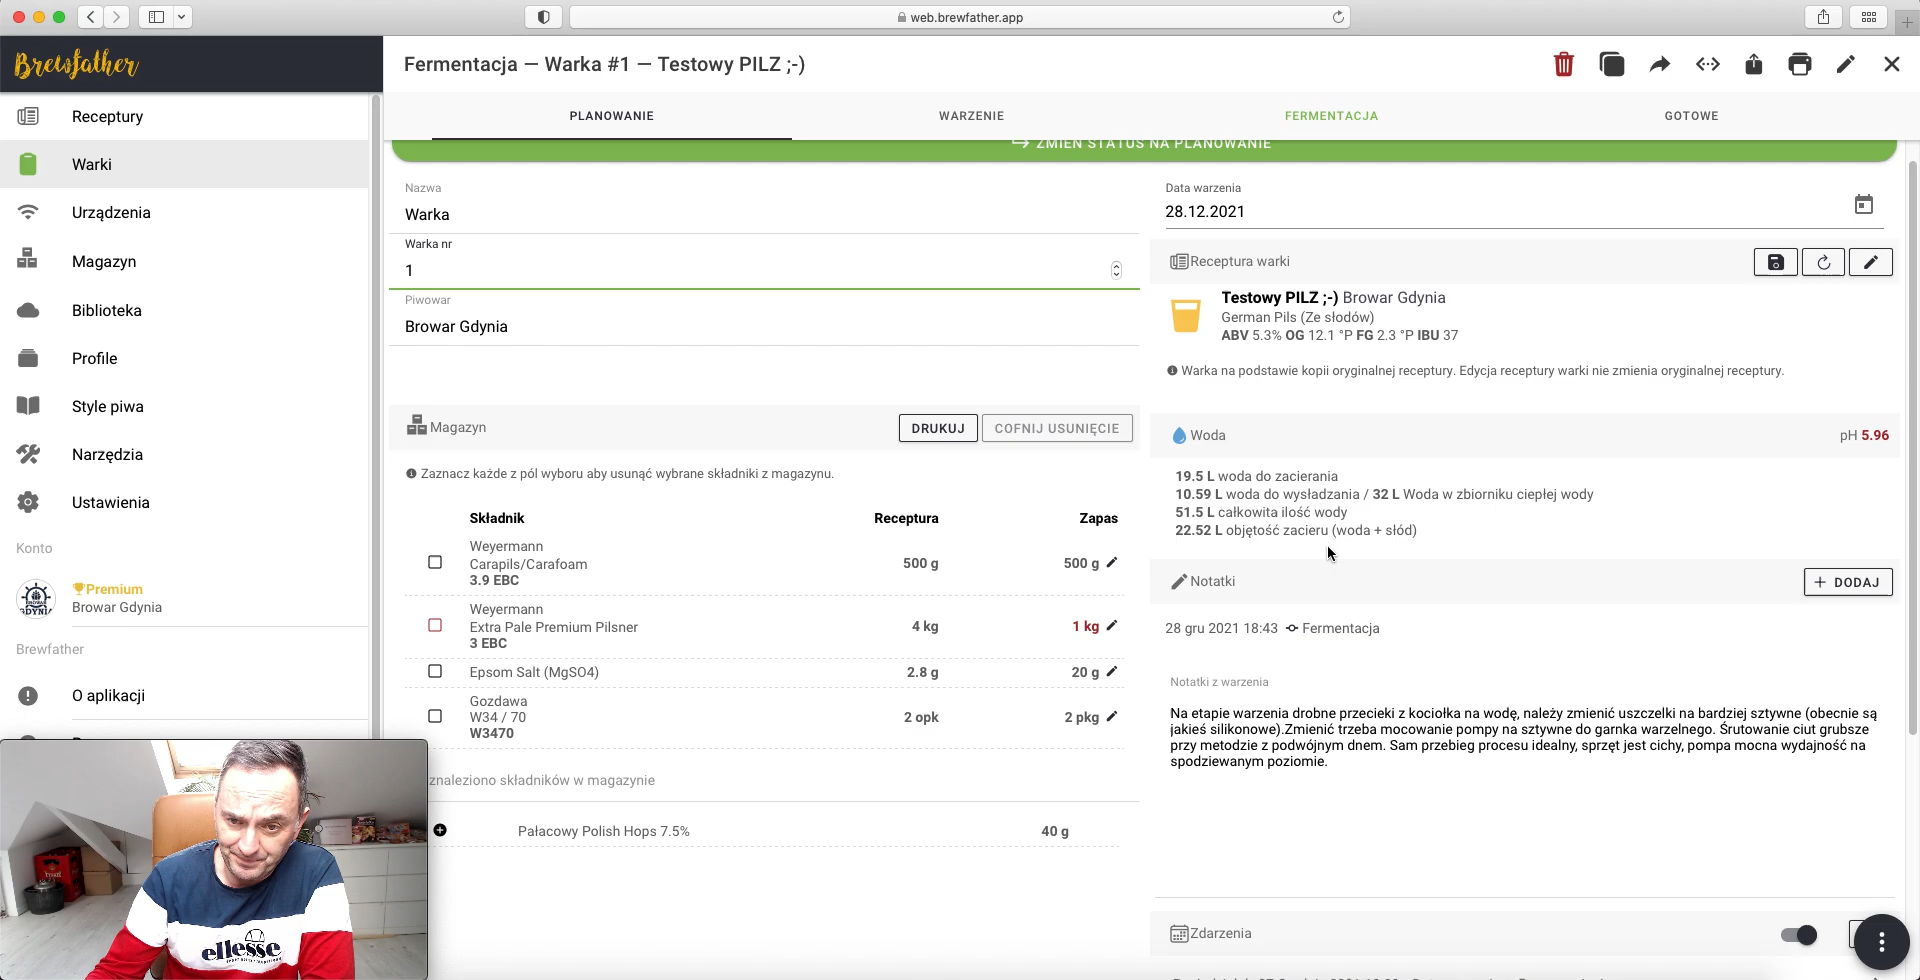 web.brewfather.app
Brewfather
Fermentacja — Warka #1 — Testowy PILZ ;-)
Receptury
Warki
Urządzenia
Magazyn
Biblioteka
Profile
Style piwa
Narzędzia
Ustawienia
Konto
Premium
Browar Gdynia
Brewfather
O aplikacji
PLANOWANIE
WARZENIE
FERMENTACJA
GOTOWE
ZMIEŃ STATUS NA PLANOWANIE
Nazwa
Warka
Warka nr
1
Piwowar
Browar Gdynia
Magazyn
DRUKUJ
COFNIJ USUNIĘCIE
Zaznacz każde z pól wyboru aby usunąć wybrane składniki z magazynu.
Składnik Receptura Zapas
Weyermann
Carapils/Carafoam 500 g 500 g
3.9 EBC
Weyermann
Extra Pale Premium Pilsner 4 kg 1 kg
3 EBC
Epsom Salt (MgSO4) 2.8 g 20 g
Gozdawa
W34 / 70 2 opk 2 pkg
W3470
znaleziono składników w magazynie
Pałacowy Polish Hops 7.5% 40 g
Data warzenia
28.12.2021
Receptura warki
Testowy PILZ ;-) Browar Gdynia
German Pils (Ze słodów)
ABV 5.3% OG 12.1 °P FG 2.3 °P IBU 37
Warka na podstawie kopii oryginalnej receptury. Edycja receptury warki nie zmienia oryginalnej receptury.
Woda
pH 5.96
19.5 L woda do zacierania
10.59 L woda do wysładzania / 32 L Woda w zbiorniku ciepłej wody
51.5 L całkowita ilość wody
22.52 L objętość zacieru (woda + słód)
Notatki
+ DODAJ
28 gru 2021 18:43 Fermentacja
Notatki z warzenia
Na etapie warzenia drobne przecieki z kociołka na wodę, należy zmienić uszczelki na bardziej sztywne (obecnie są
jakieś silikonowe).Zmienić trzeba mocowanie pompy na sztywne do garnka warzelnego. Śrutowanie ciut grubsze
przy metodzie z podwójnym dnem. Sam przebieg procesu idealny, sprzęt jest cichy, pompa mocna wydajność na
spodziewanym poziomie.
Zdarzenia
ellesse